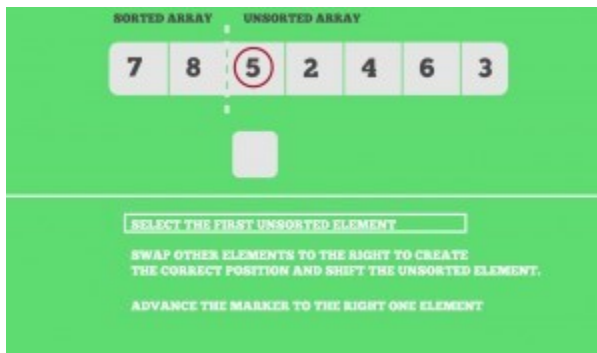 SORTED ARRAY UNSORTED ARRAY
7 8 5 2 4 6 3
SELECT THE FIRST UNSORTED ELEMENT
SWAP OTHER ELEMENTS TO THE RIGHT TO CREATE
THE CORRECT POSITION AND SHIFT THE UNSORTED ELEMENT.
ADVANCE THE MARKER TO THE RIGHT ONE ELEMENT